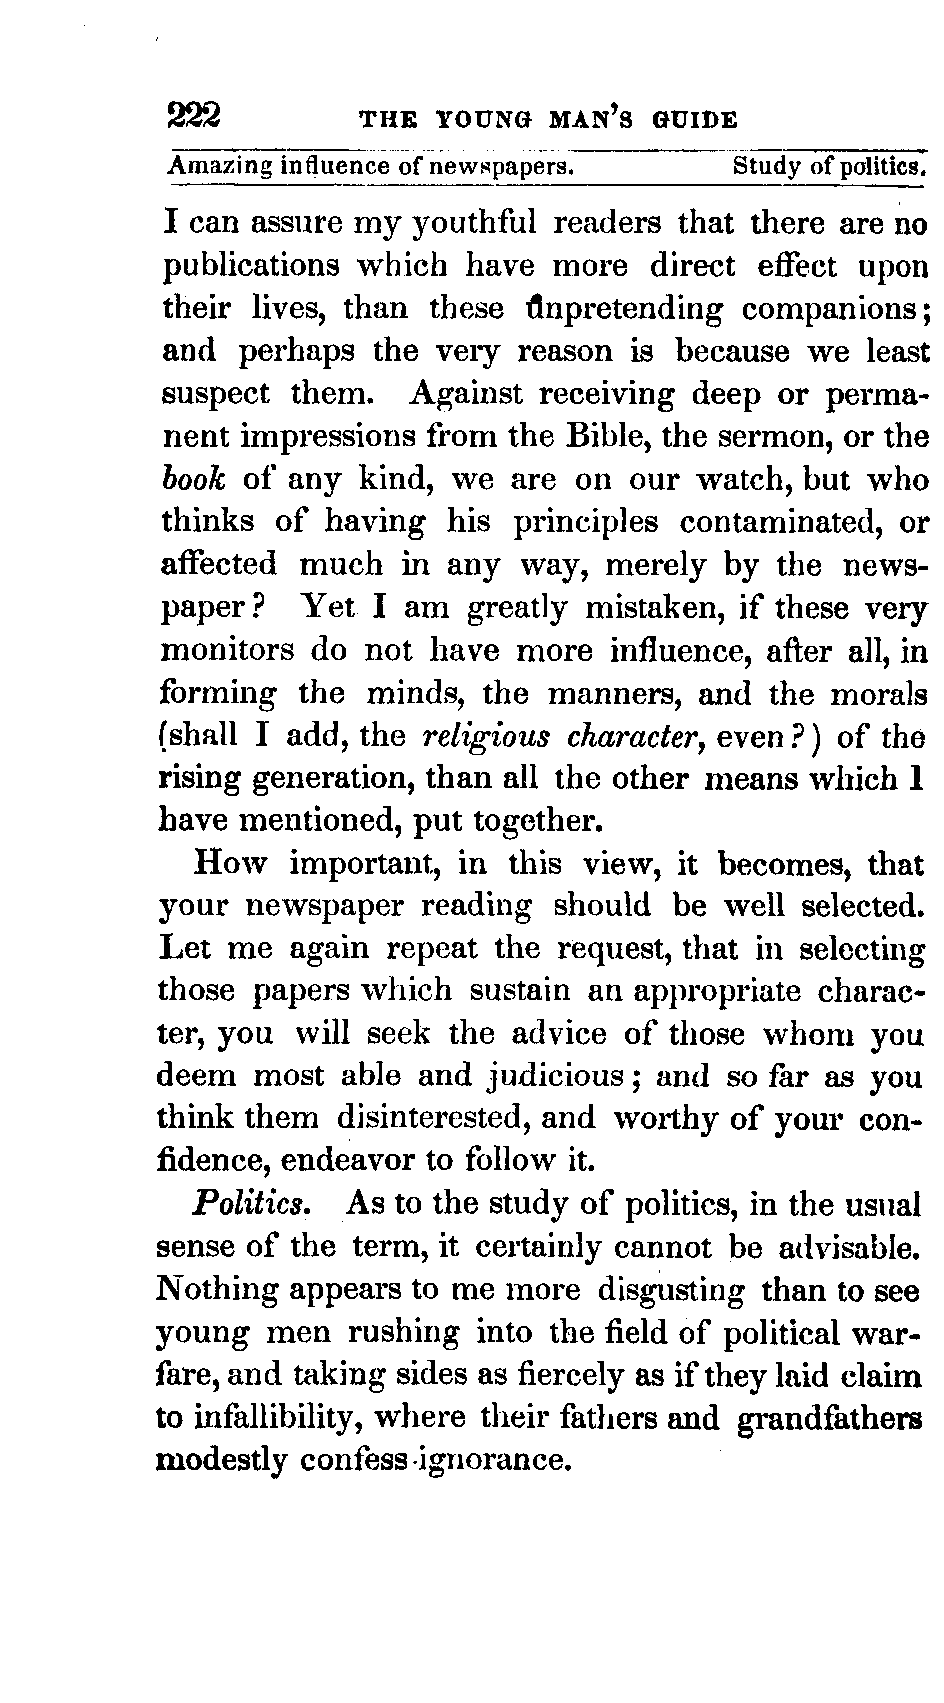 222 THE YOUNG MAN'S GUIDE
Amazing influence of newspapers. Study of politics.
I can assure my youthful readers that there are no
publications which have more direct effect upon
their lives, than these unpretending companions;
and perhaps the very reason is because we least
suspect them. Against receiving deep or perma-
nent impressions from the Bible, the sermon, or the
book of any kind, we are on our watch, but who
thinks of having his principles contaminated, or
affected much in any way, merely by the news-
paper? Yet I am greatly mistaken, if these very
monitors do not have more influence, after all, in
forming the minds, the manners, and the morals
(shall I add, the religious character, even?) of the
rising generation, than all the other means which I
have mentioned, put together.
How important, in this view, it becomes, that
your newspaper reading should be well selected.
Let me again repeat the request, that in selecting
those papers which sustain an appropriate charac-
ter, you will seek the advice of those whom you
deem most able and judicious; and so far as you
think them disinterested, and worthy of your con-
fidence, endeavor to follow it.
Politics. As to the study of politics, in the usual
sense of the term, it certainly cannot be advisable.
Nothing appears to me more disgusting than to see
young men rushing into the field of political war-
fare, and taking sides as fiercely as if they laid claim
to infallibility, where their fathers and grandfathers
modestly confess ignorance.